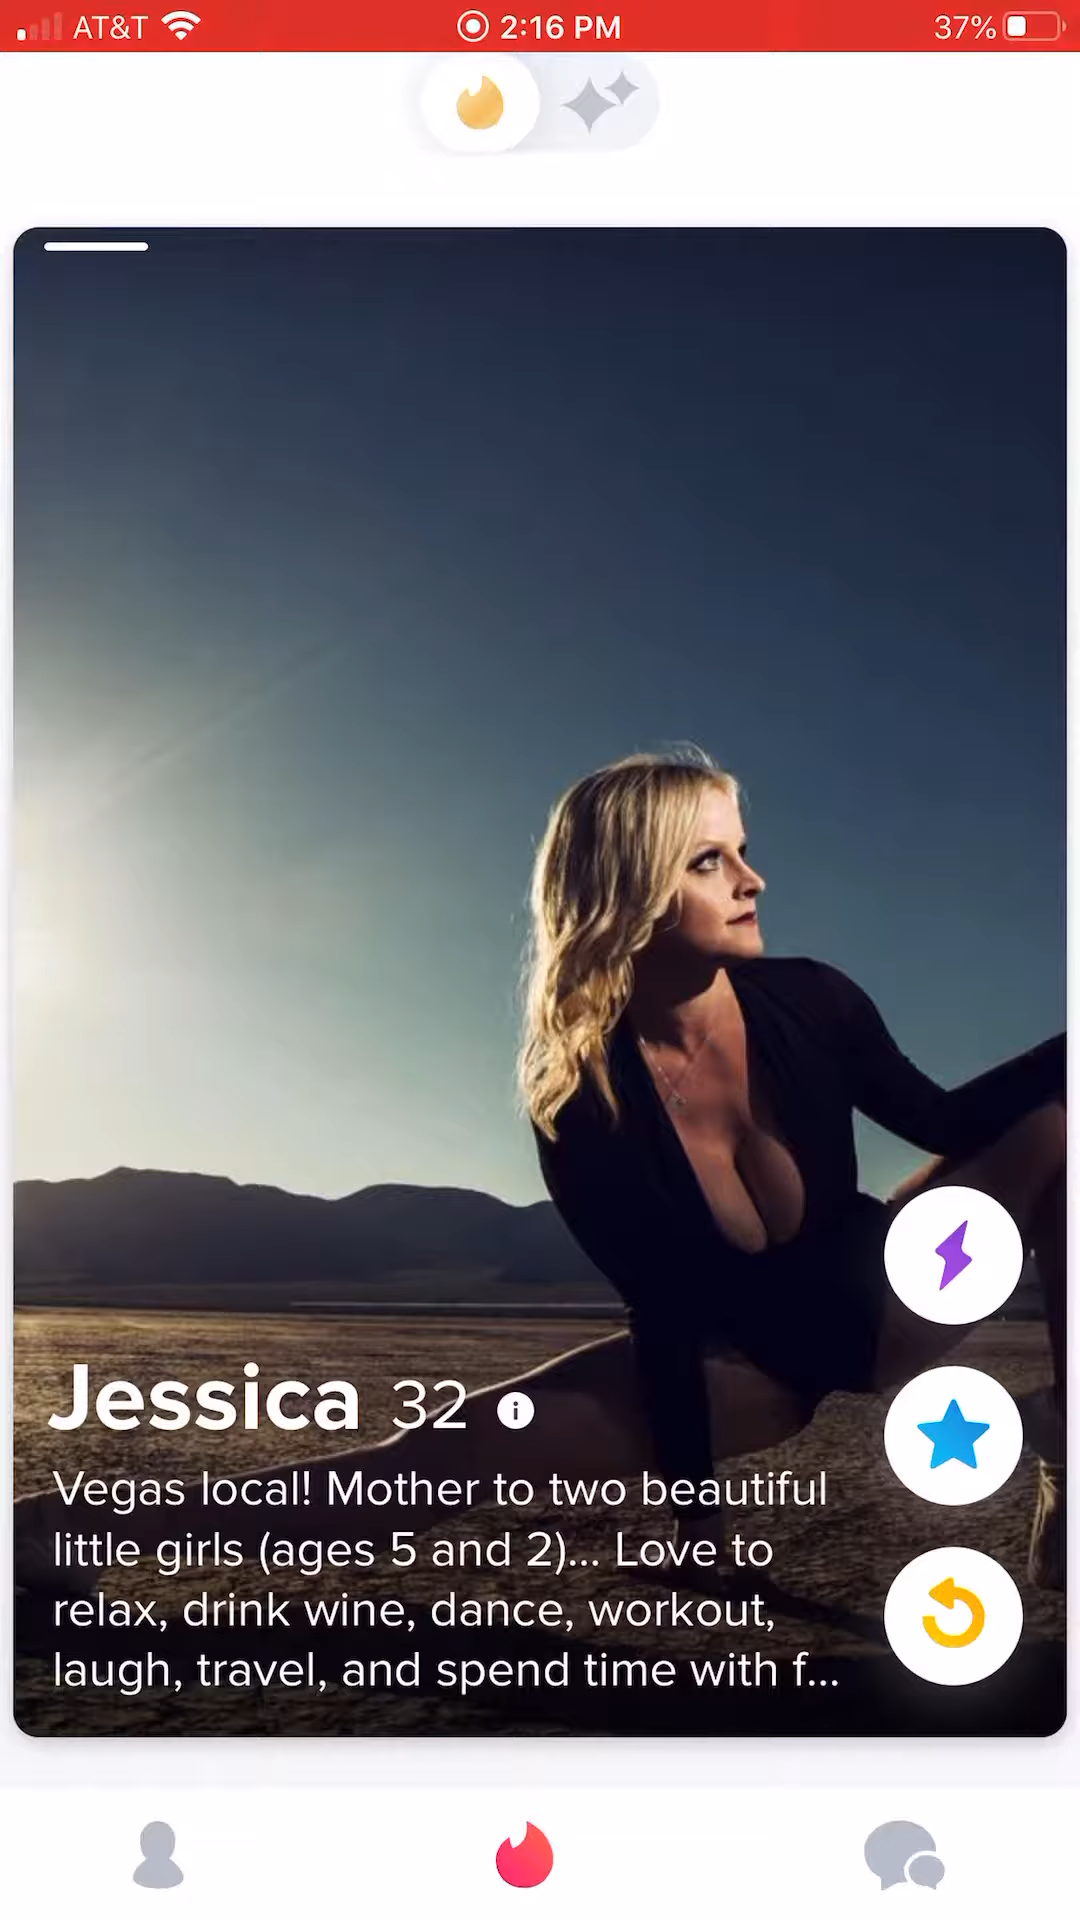 AT&T 2:16 PM 37%
Jessica 32
Vegas local! Mother to two beautiful
little girls (ages 5 and 2)... Love to
relax, drink wine, dance, workout,
laugh, travel, and spend time with f...